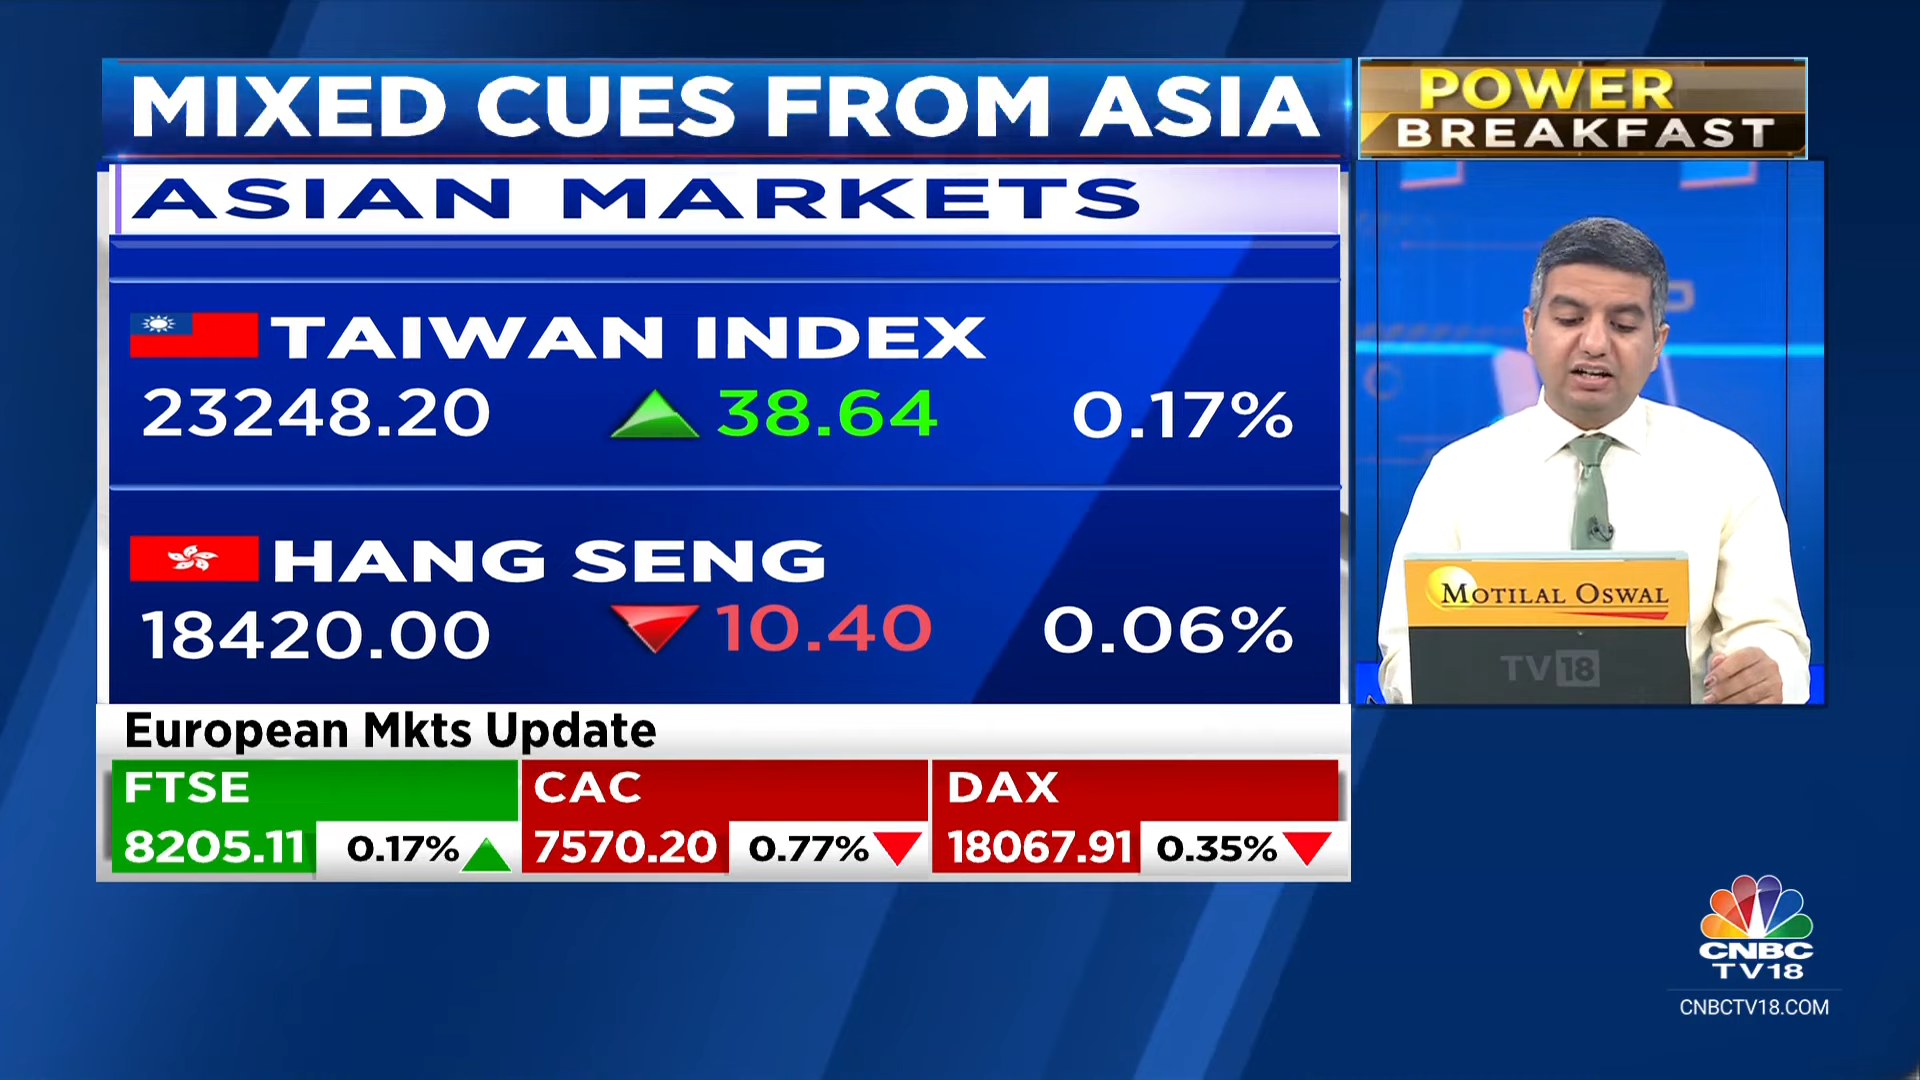 MIXED CUES FROM ASIA
POWER
BREAKFAST
ASIAN MARKETS
TAIWAN INDEX
23248.20 38.64 0.17%
HANG SENG
18420.00 10.40 0.06%
MOTILAL OSWAL
TV18
European Mkts Update
FTSE
8205.11 0.17%
CAC
7570.20 0.77%
DAX
18067.91 0.35%
CNBC
TV18
CNBCTV18.COM